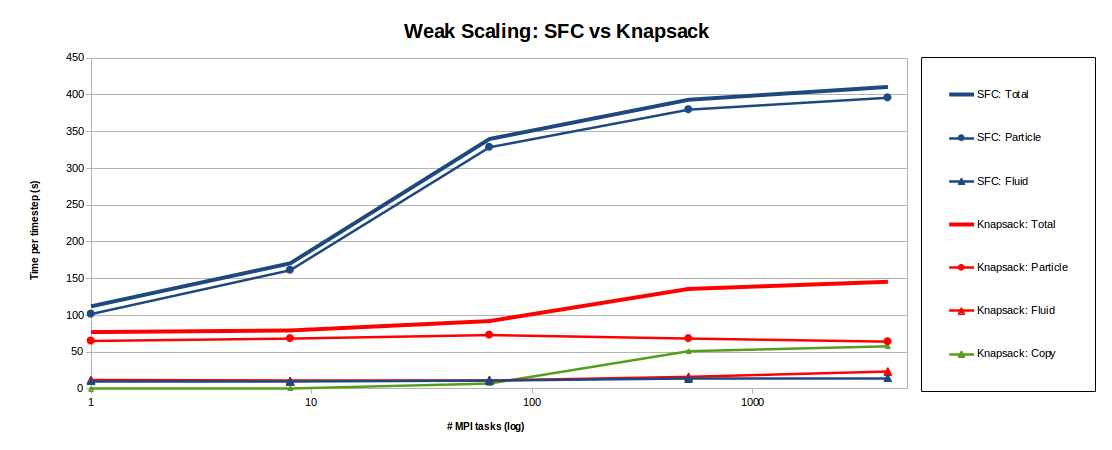 Weak Scaling: SFC vs Knapsack
450
400
350
300
250
200
150
100
50
0
Time per timestep (s)
1
10
100
1000
# MPI tasks (log)
SFC: Total
SFC: Particle
SFC: Fluid
Knapsack: Total
Knapsack: Particle
Knapsack: Fluid
Knapsack: Copy